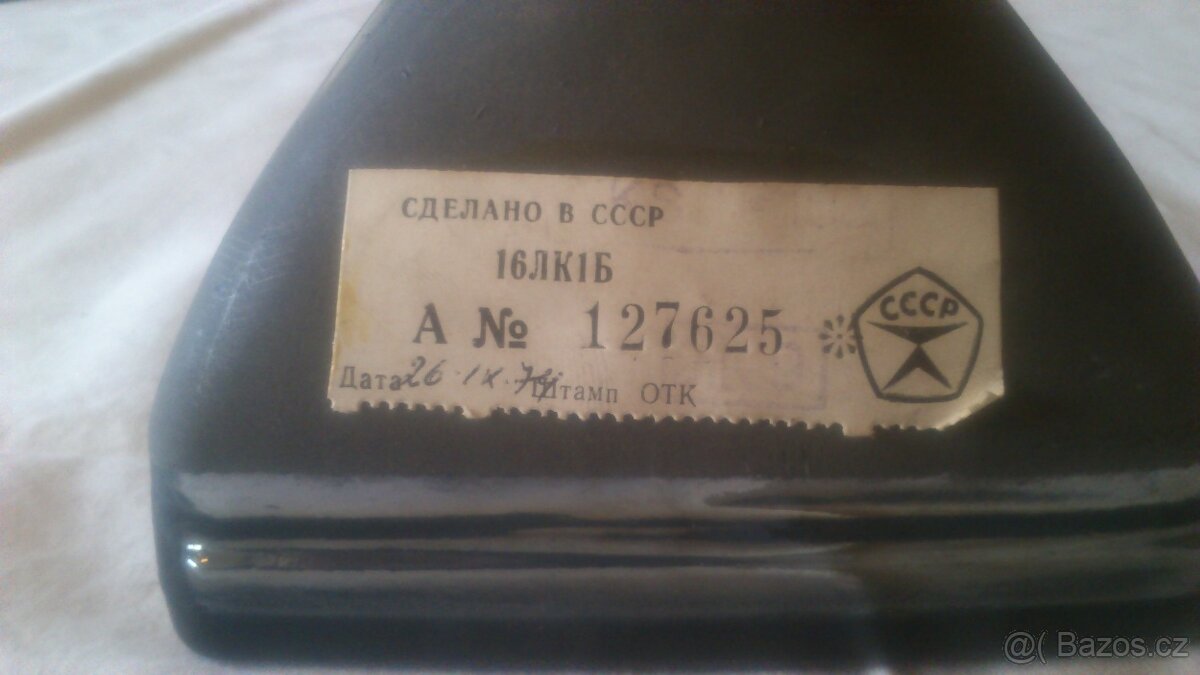 СДЕЛАНО В СССР
16ЛК1Б
А № 127625
СССР
Дата 26.IX.
Штамп ОТК
@( Bazos.cz